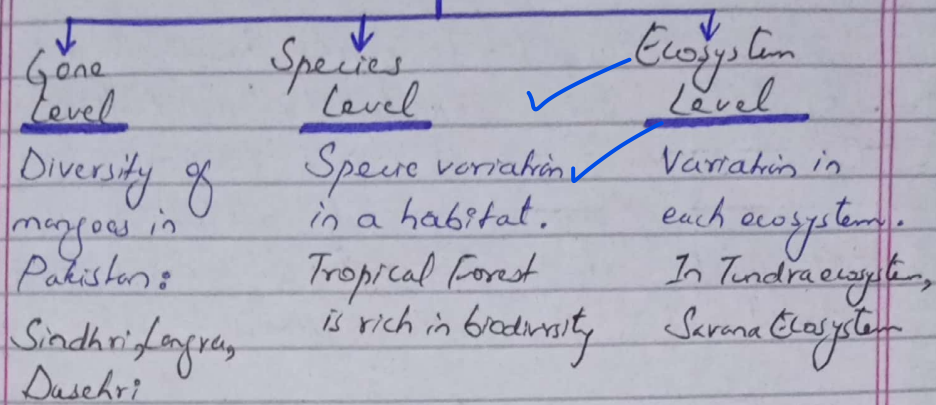 Gene
Level
Diversity of
mangoes in
Pakistan:
Sindhri, Langra,
Dusehri
Species
Level
Specie variation
in a habitat.
Tropical Forest
is rich in biodiversity
Ecosystem
Level
Variation in
each ecosystem.
In Tundra ecosystem,
Savana Ecosystem